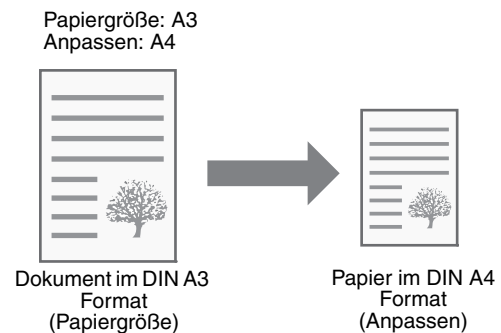 Papiergröße: A3
Anpassen: A4
Dokument im DIN A3
Format
(Papiergröße)
Papier im DIN A4
Format
(Anpassen)